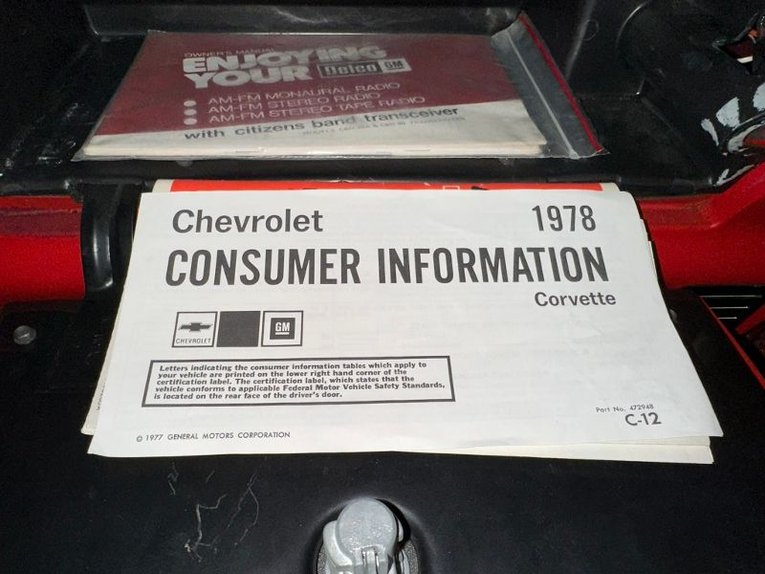 OWNER'S MANUAL
ENJOYING
YOUR Delco GM
• AM-FM MONAURAL RADIO
• AM-FM STEREO RADIO
• AM-FM STEREO TAPE RADIO
with citizens band transceiver
Chevrolet 1978
CONSUMER INFORMATION
Corvette
CHEVROLET GM
Letters indicating the consumer information tables which apply to
your vehicle are printed on the lower right hand corner of the
certification label. The certification label, which states that the
vehicle conforms to applicable Federal Motor Vehicle Safety Standards,
is located on the rear face of the driver's door.
Part No. 472948
C-12
© 1977 GENERAL MOTORS CORPORATION